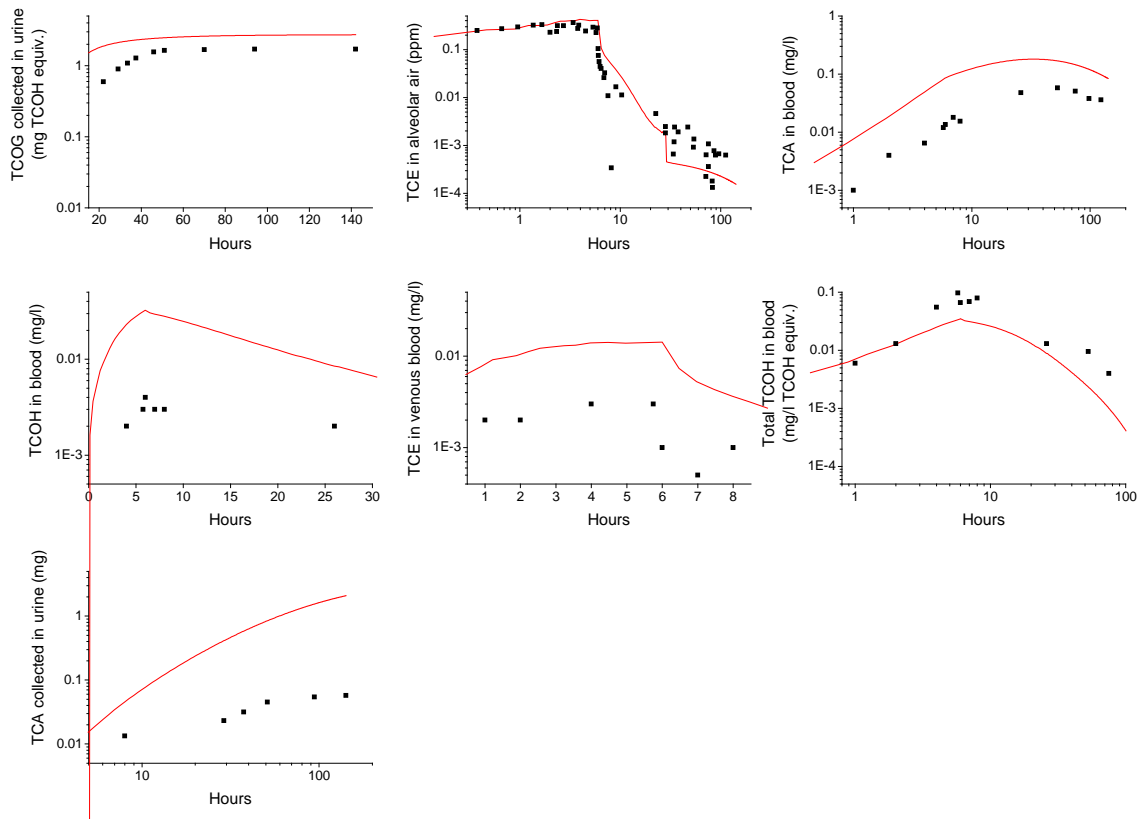 TCOG collected in urine
(mg TCOH equiv.)
1
0.1
0.01
20 40 60 80 100 120 140
Hours
TCE in alveolar air (ppm)
0.1
0.01
1E-3
1E-4
1 10 100
Hours
TCA in blood (mg/l)
1
0.1
0.01
1E-3
1 10 100
Hours
TCOH in blood (mg/l)
0.01
1E-3
0 5 10 15 20 25 30
Hours
TCE in venous blood (mg/l)
0.01
1E-3
1 2 3 4 5 6 7 8
Hours
Total TCOH in blood
(mg/l TCOH equiv.)
0.1
0.01
1E-3
1E-4
1 10 100
Hours
TCA collected in urine (mg)
1
0.1
0.01
10 100
Hours